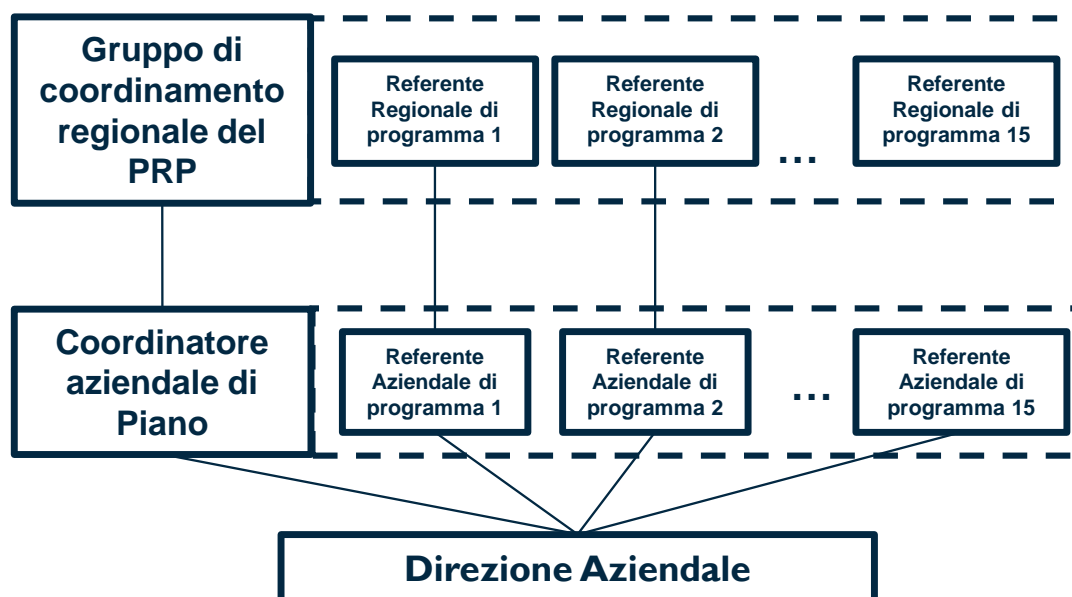 Gruppo di
coordinamento
regionale del
PRP
Referente
Regionale di
programma 1
Referente
Regionale di
programma 2
...
Referente
Regionale di
programma 15
Coordinatore
aziendale di
Piano
Referente
Aziendale di
programma 1
Referente
Aziendale di
programma 2
...
Referente
Aziendale di
programma 15
Direzione Aziendale